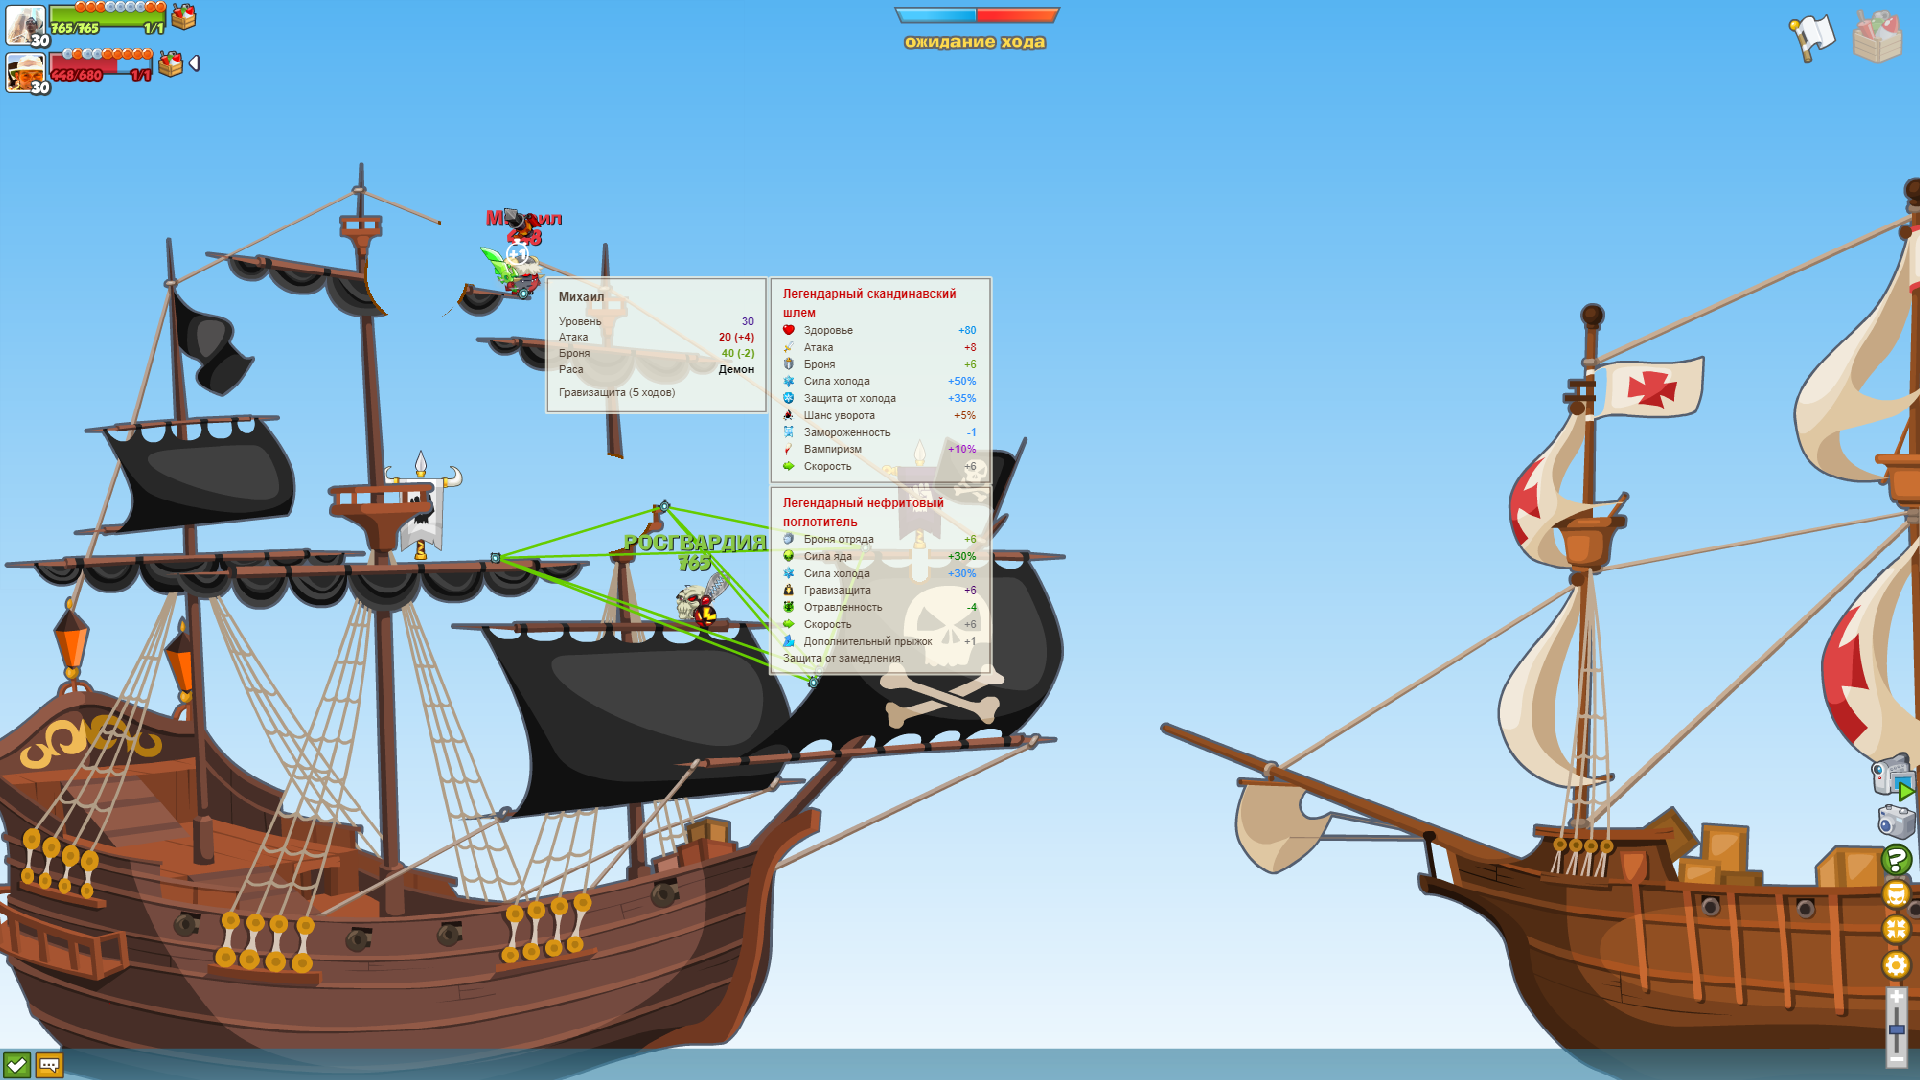 765/765 1/1
30
448/680 1/1
30
ожидание хода
448
+1
Михаил
Уровень 30
Атака 20 (+4)
Броня 40 (-2)
Раса Демон
Гравизащита (5 ходов)
Легендарный скандинавский
шлем
Здоровье +80
Атака +8
Броня +6
Сила холода +50%
Защита от холода +35%
Шанс уворота +5%
Замороженность -1
Вампиризм +10%
Скорость +6
Легендарный нефритовый
поглотитель
Броня отряда +6
Сила яда +30%
Сила холода +30%
Гравизащита +6
Отравленность -4
Скорость +6
Дополнительный прыжок +1
Защита от замедления.
РОСГВАРДИЯ
765